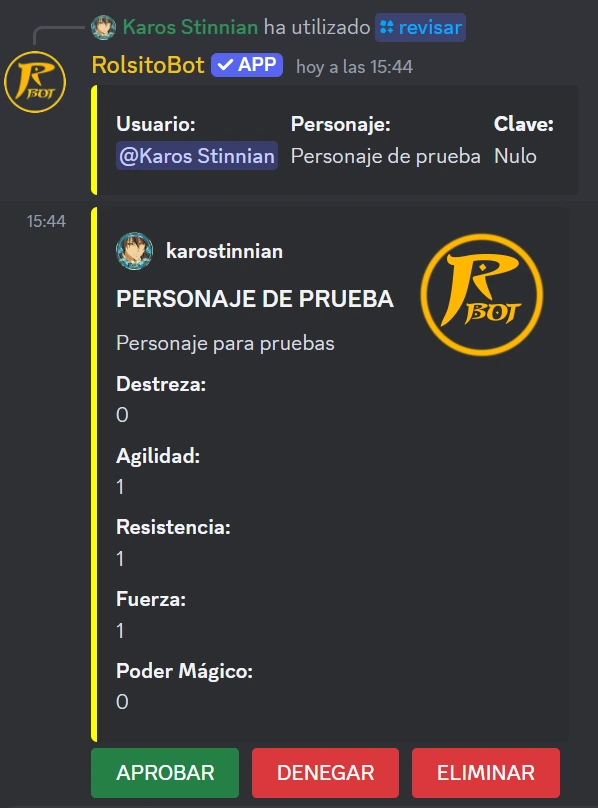 Karos Stinnian ha utilizado revisar
RolsitoBot APP hoy a las 15:44
R BOT
Usuario: Personaje: Clave:
@Karos Stinnian Personaje de prueba Nulo
15:44
karostinnian
R BOT
PERSONAJE DE PRUEBA
Personaje para pruebas
Destreza:
0
Agilidad:
1
Resistencia:
1
Fuerza:
1
Poder Mágico:
0
APROBAR DENEGAR ELIMINAR